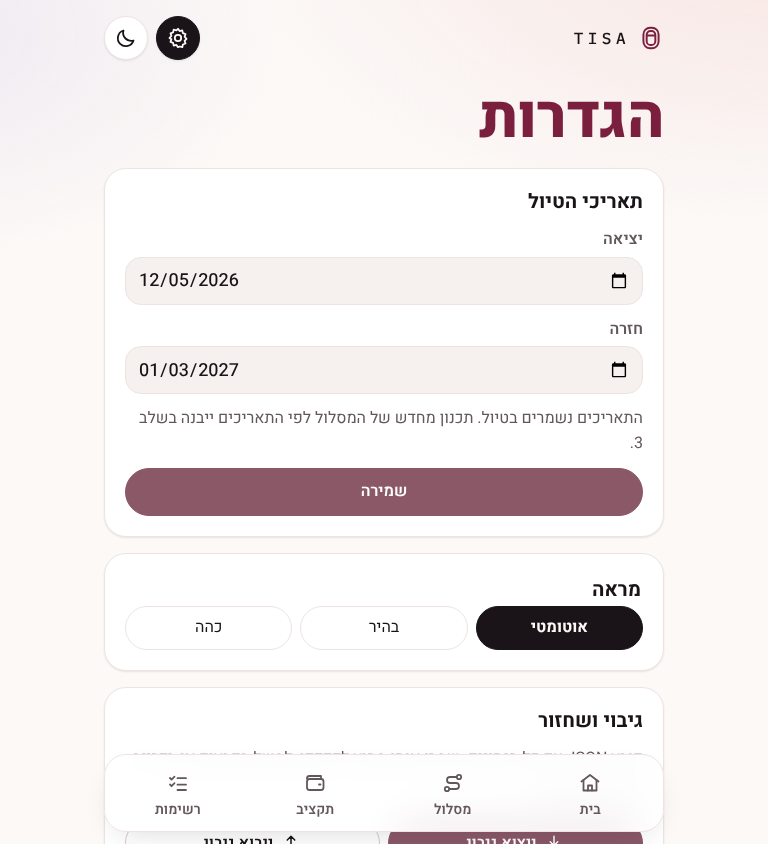 TISA
הגדרות
תאריכי הטיול
יציאה
12/05/2026
חזרה
01/03/2027
התאריכים נשמרים בטיול. תכנון מחדש של המסלול לפי התאריכים ייבנה בשלב
3.
שמירה
מראה
אוטומטי
בהיר
כהה
גיבוי ושחזור
בית
מסלול
תקציב
רשימות